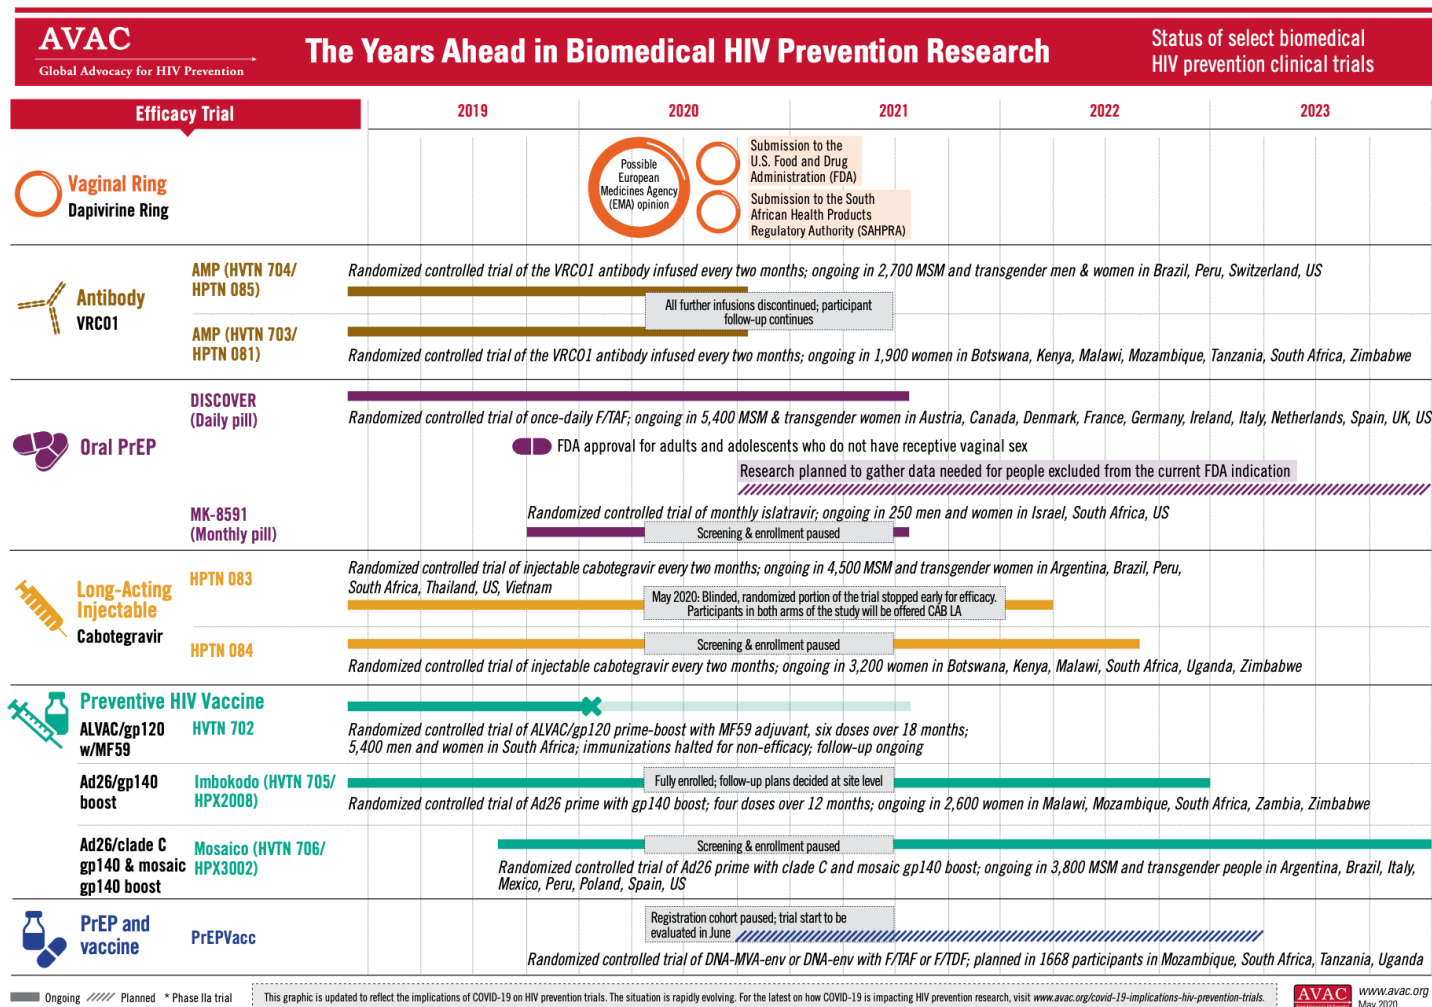 AVAC
Global Advocacy for HIV Prevention
The Years Ahead in Biomedical HIV Prevention Research
Status of select biomedical
HIV prevention clinical trials
Efficacy Trial
2019
2020
2021
2022
2023
Vaginal Ring
Dapivirine Ring
Possible
European
Medicines Agency
(EMA) opinion
Submission to the
U.S. Food and Drug
Administration (FDA)
Submission to the South
African Health Products
Regulatory Authority (SAHPRA)
Antibody
VRC01
AMP (HVTN 704/
HPTN 085)
Randomized controlled trial of the VRC01 antibody infused every two months; ongoing in 2,700 MSM and transgender men & women in Brazil, Peru, Switzerland, US
All further infusions discontinued; participant
follow-up continues
AMP (HVTN 703/
HPTN 081)
Randomized controlled trial of the VRC01 antibody infused every two months; ongoing in 1,900 women in Botswana, Kenya, Malawi, Mozambique, Tanzania, South Africa, Zimbabwe
Oral PrEP
DISCOVER
(Daily pill)
Randomized controlled trial of once-daily F/TAF; ongoing in 5,400 MSM & transgender women in Austria, Canada, Denmark, France, Germany, Ireland, Italy, Netherlands, Spain, UK, US
FDA approval for adults and adolescents who do not have receptive vaginal sex
Research planned to gather data needed for people excluded from the current FDA indication
MK-8591
(Monthly pill)
Randomized controlled trial of monthly islatravir; ongoing in 250 men and women in Israel, South Africa, US
Screening & enrollment paused
Long-Acting
Injectable
Cabotegravir
HPTN 083
Randomized controlled trial of injectable cabotegravir every two months; ongoing in 4,500 MSM and transgender women in Argentina, Brazil, Peru,
South Africa, Thailand, US, Vietnam
May 2020: Blinded, randomized portion of the trial stopped early for efficacy.
Participants in both arms of the study will be offered CAB LA
HPTN 084
Screening & enrollment paused
Randomized controlled trial of injectable cabotegravir every two months; ongoing in 3,200 women in Botswana, Kenya, Malawi, South Africa, Uganda, Zimbabwe
Preventive HIV Vaccine
ALVAC/gp120
w/MF59
HVTN 702
Randomized controlled trial of ALVAC/gp120 prime-boost with MF59 adjuvant, six doses over 18 months;
5,400 men and women in South Africa; immunizations halted for non-efficacy; follow-up ongoing
Ad26/gp140
boost
Imbokodo (HVTN 705/
HPX2008)
Fully enrolled; follow-up plans decided at site level
Randomized controlled trial of Ad26 prime with gp140 boost; four doses over 12 months; ongoing in 2,600 women in Malawi, Mozambique, South Africa, Zambia, Zimbabwe
Ad26/clade C
gp140 & mosaic
gp140 boost
Mosaico (HVTN 706/
HPX3002)
Screening & enrollment paused
Randomized controlled trial of Ad26 prime with clade C and mosaic gp140 boost; ongoing in 3,800 MSM and transgender people in Argentina, Brazil, Italy,
Mexico, Peru, Poland, Spain, US
PrEP and
vaccine
PrEPVacc
Registration cohort paused; trial start to be
evaluated in June
Randomized controlled trial of DNA-MVA-env or DNA-env with F/TAF or F/TDF; planned in 1668 participants in Mozambique, South Africa, Tanzania, Uganda
Ongoing
Planned
* Phase IIa trial
This graphic is updated to reflect the implications of COVID-19 on HIV prevention trials. The situation is rapidly evolving. For the latest on how COVID-19 is impacting HIV prevention research, visit www.avac.org/covid-19-implications-hiv-prevention-trials.
AVAC
www.avac.org
May 2020